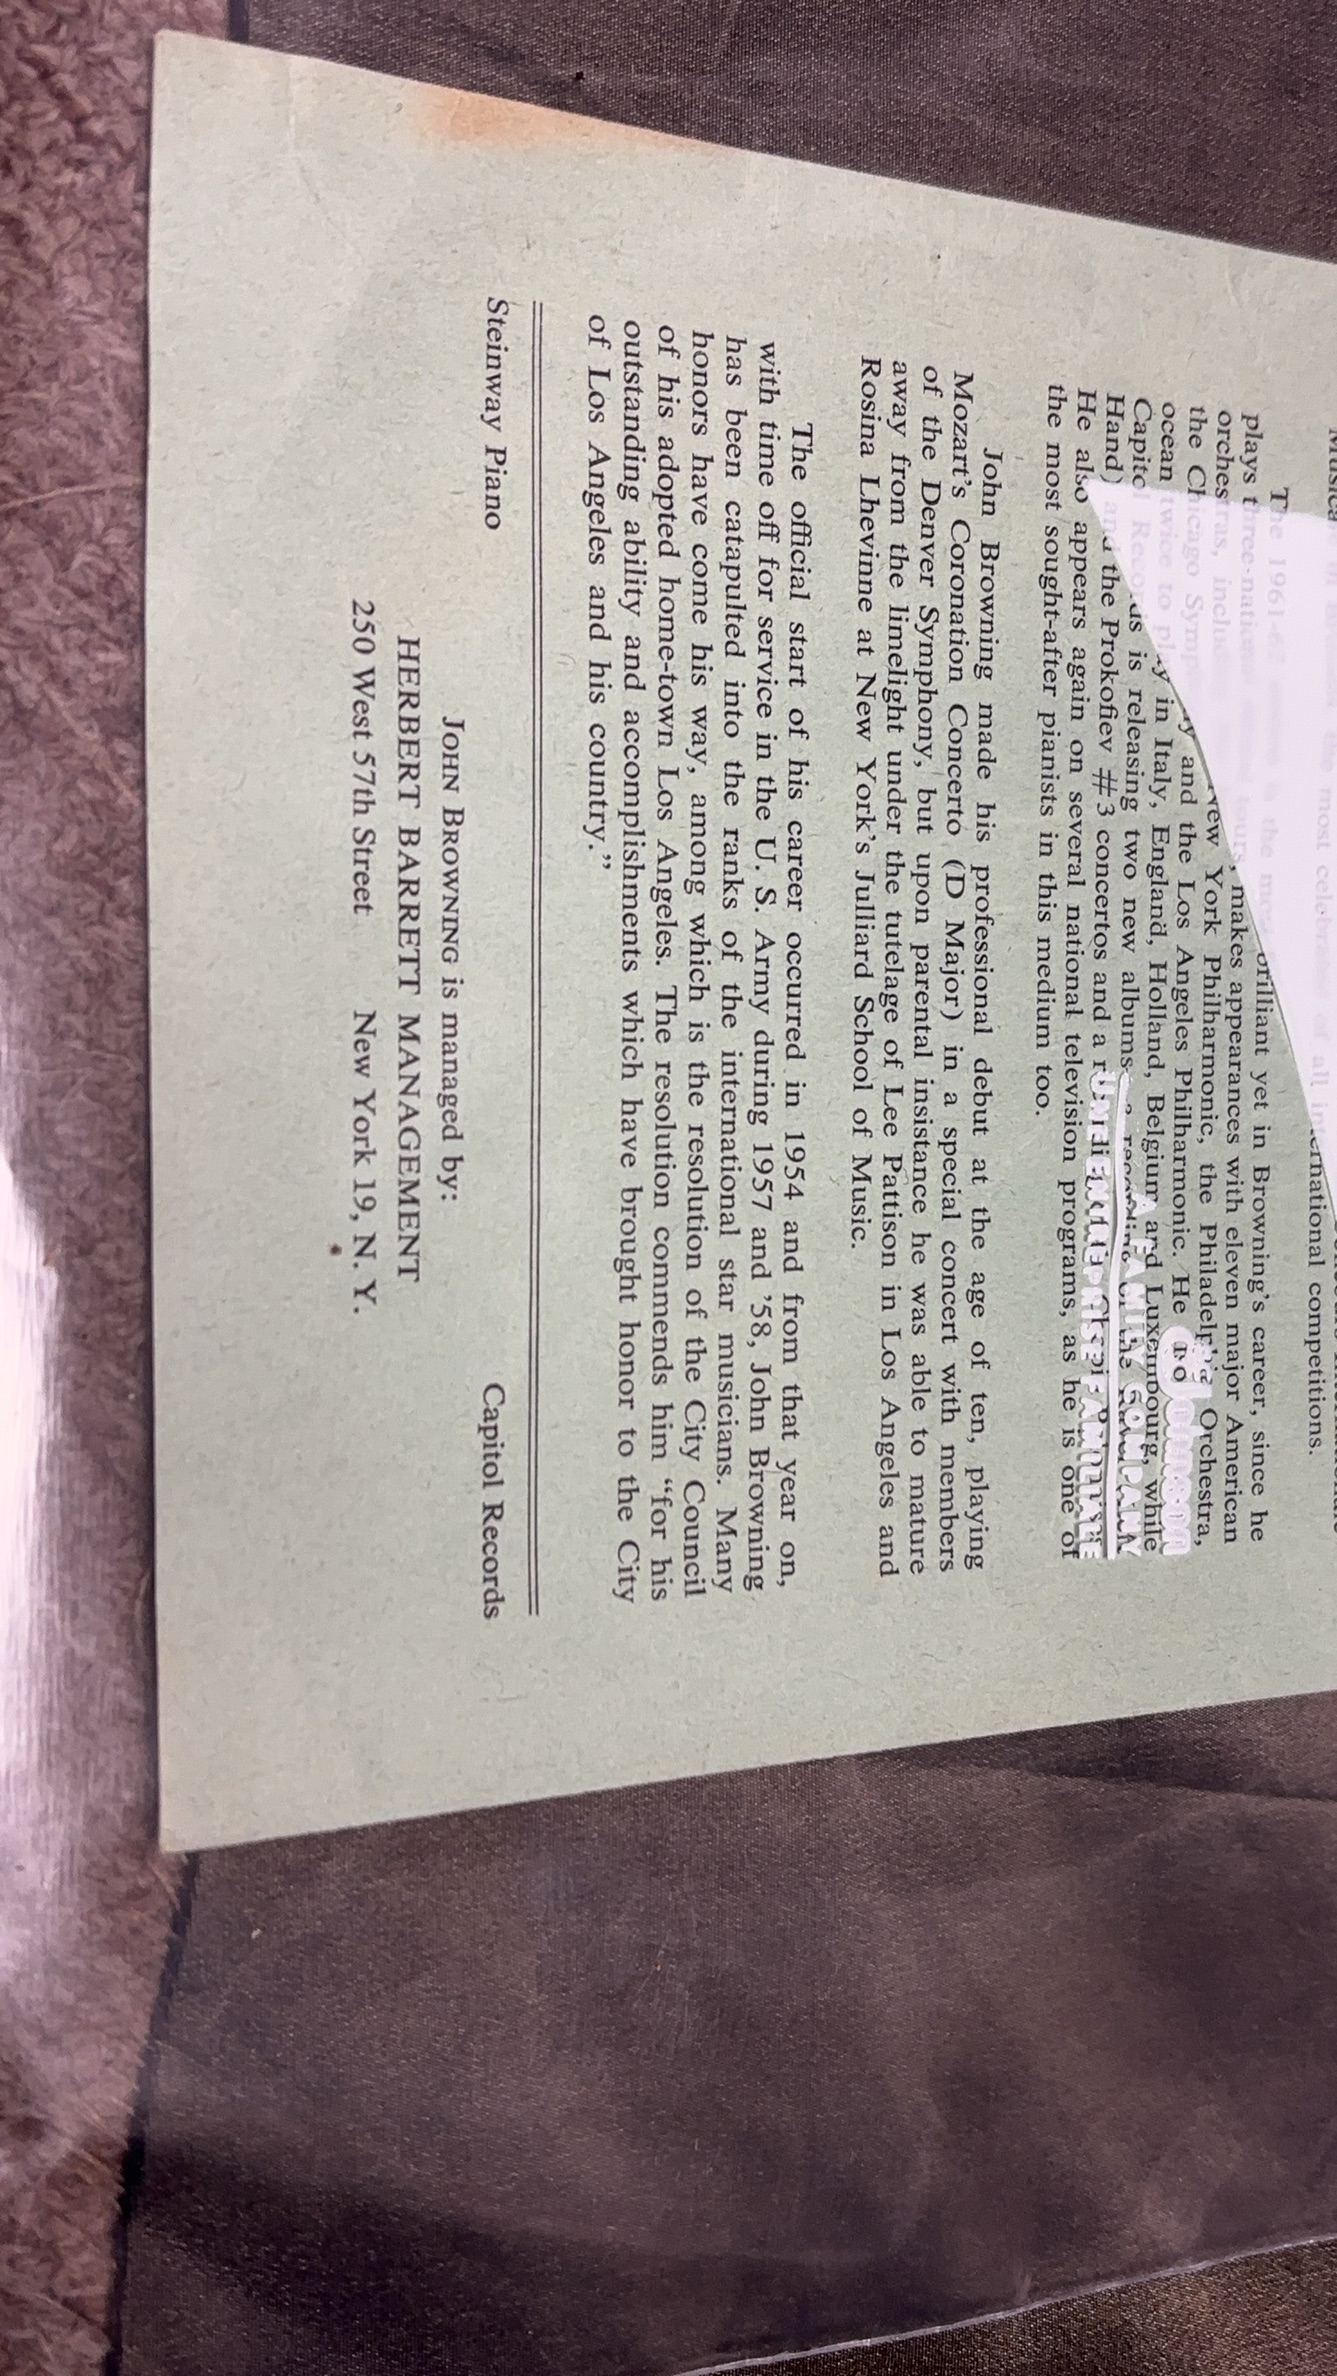 most celebrated of all international competitions.
The 1961-62 the most brilliant yet in Browning's career, since he
plays three tours, makes appearances with eleven major American
orchestras, New York Philharmonic, the Philadelphia Orchestra,
the Chicago Symphony and the Los Angeles Philharmonic. He
ocean twice to play in Italy, England, Holland, Belgium and Luxembourg, while
Capitol Records is releasing two new albums
Hand) and the Prokofiev #3 concertos and a
He also appears again on several national television programs, as he is one of
the most sought-after pianists in this medium too.
John Browning made his professional debut at the age of ten, playing
Mozart's Coronation Concerto (D Major) in a special concert with members
of the Denver Symphony, but upon parental insistance he was able to mature
away from the limelight under the tutelage of Lee Pattison in Los Angeles and
Rosina Lhevinne at New York's Julliard School of Music.
The official start of his career occurred in 1954 and from that year on,
with time off for service in the U. S. Army during 1957 and '58, John Browning
has been catapulted into the ranks of the international star musicians. Many
honors have come his way, among which is the resolution of the City Council
of his adopted home-town Los Angeles. The resolution commends him "for his
outstanding ability and accomplishments which have brought honor to the City
of Los Angeles and his country."
Steinway Piano Capitol Records
JOHN BROWNING is managed by:
HERBERT BARRETT MANAGEMENT
250 West 57th Street New York 19, N. Y.